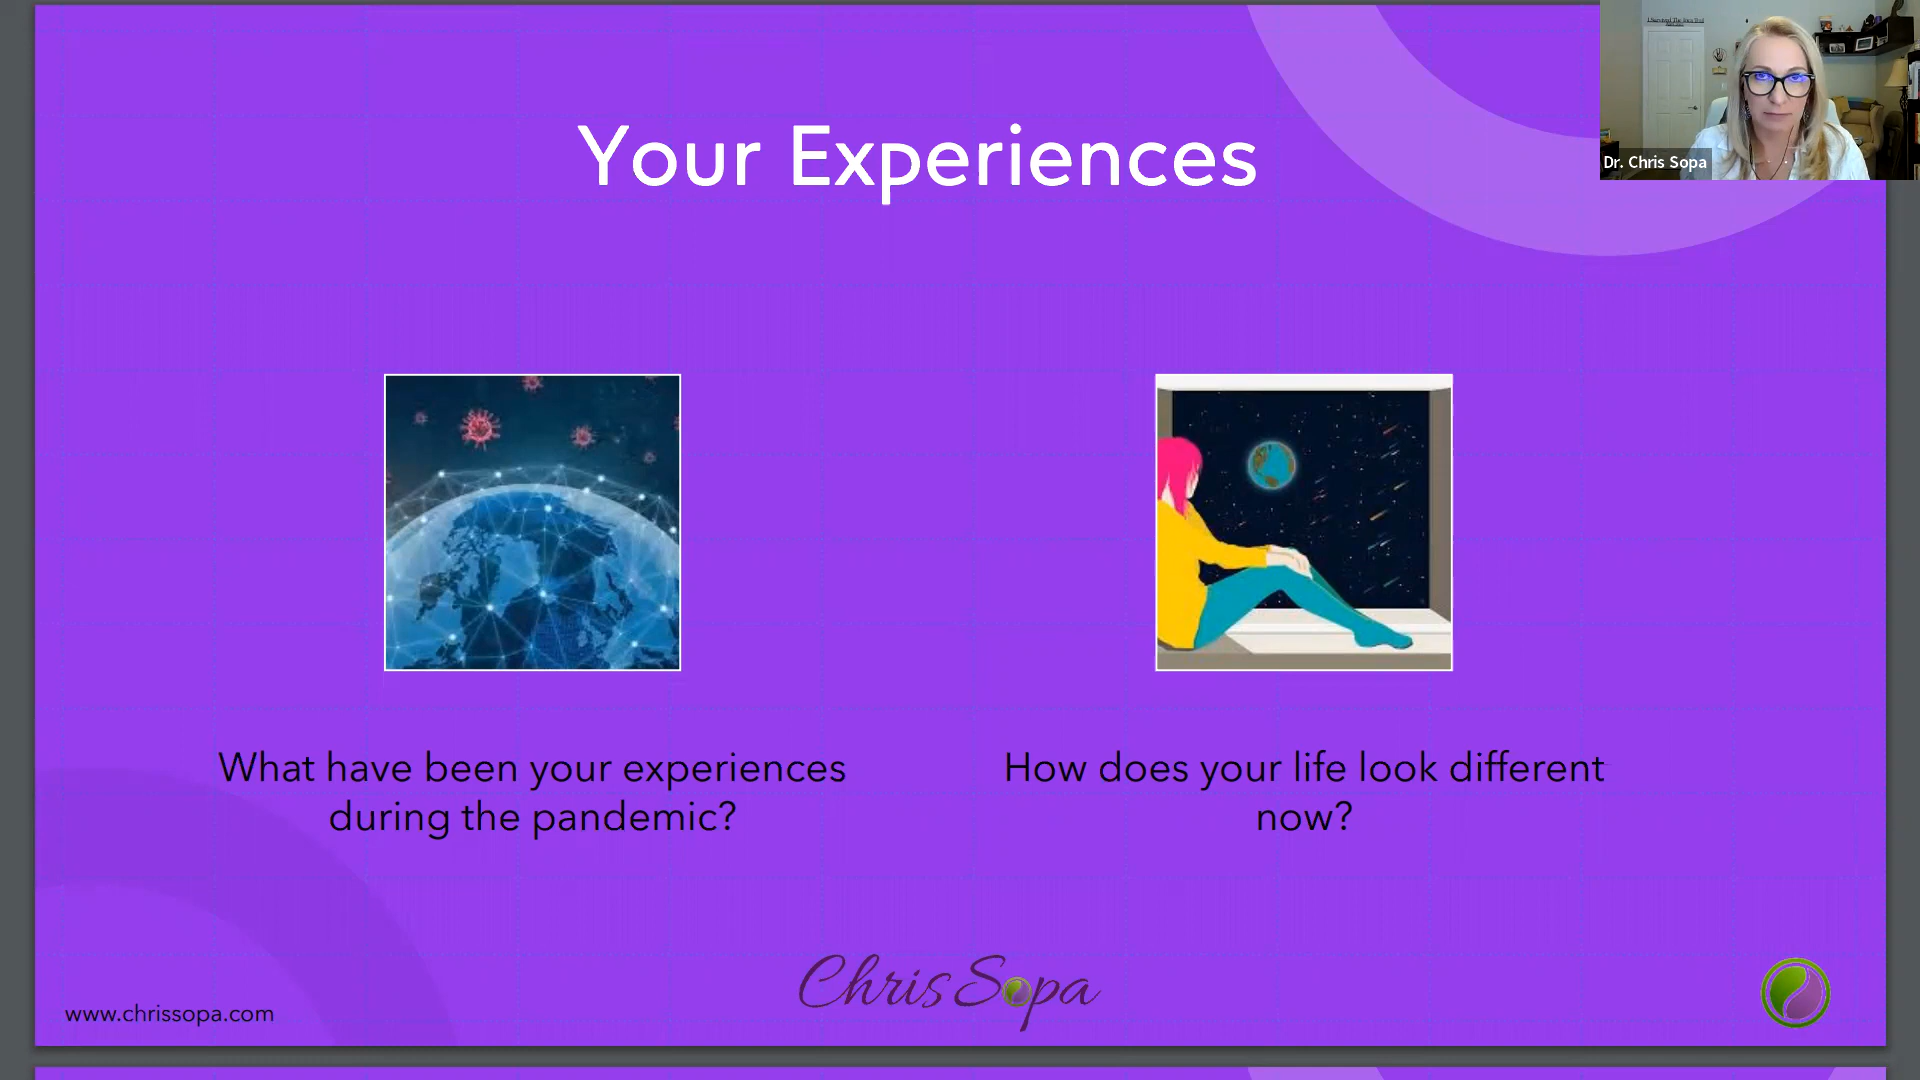 Your Experiences
Dr. Chris Sopa
What have been your experiences
during the pandemic?
How does your life look different
now?
Chris Sopa
www.chrissopa.com